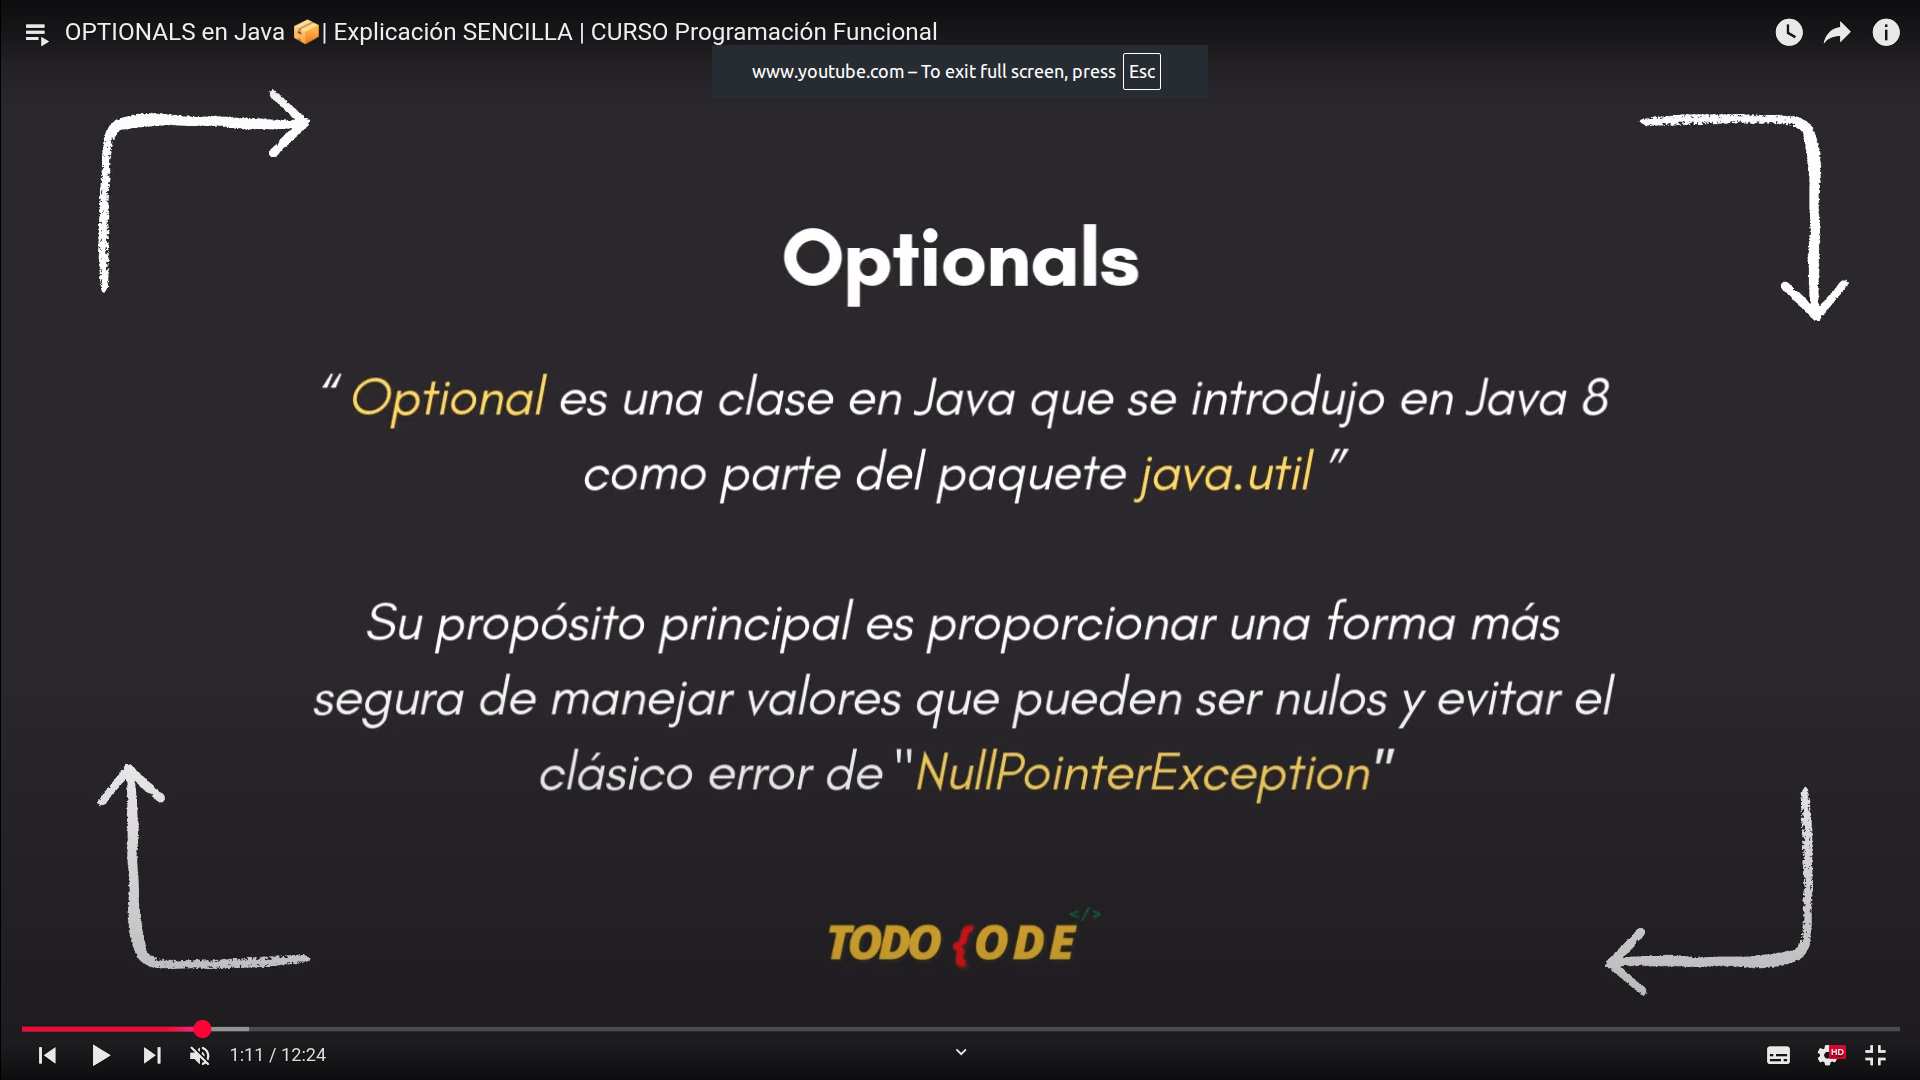 OPTIONALS en Java 📦| Explicación SENCILLA | CURSO Programación Funcional
www.youtube.com – To exit full screen, press Esc
Optionals
“ Optional es una clase en Java que se introdujo en Java 8
como parte del paquete java.util ”
Su propósito principal es proporcionar una forma más
segura de manejar valores que pueden ser nulos y evitar el
clásico error de "NullPointerException"
</>
TODO {ODE
1:11 / 12:24
HD